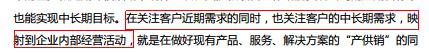 也能实现中长期目标。在关注客户近期需求的同时，也关注客户的中长期需求，映
射到企业内部经营活动，就是在做好现有产品、服务、解决方案的“产供销”的同